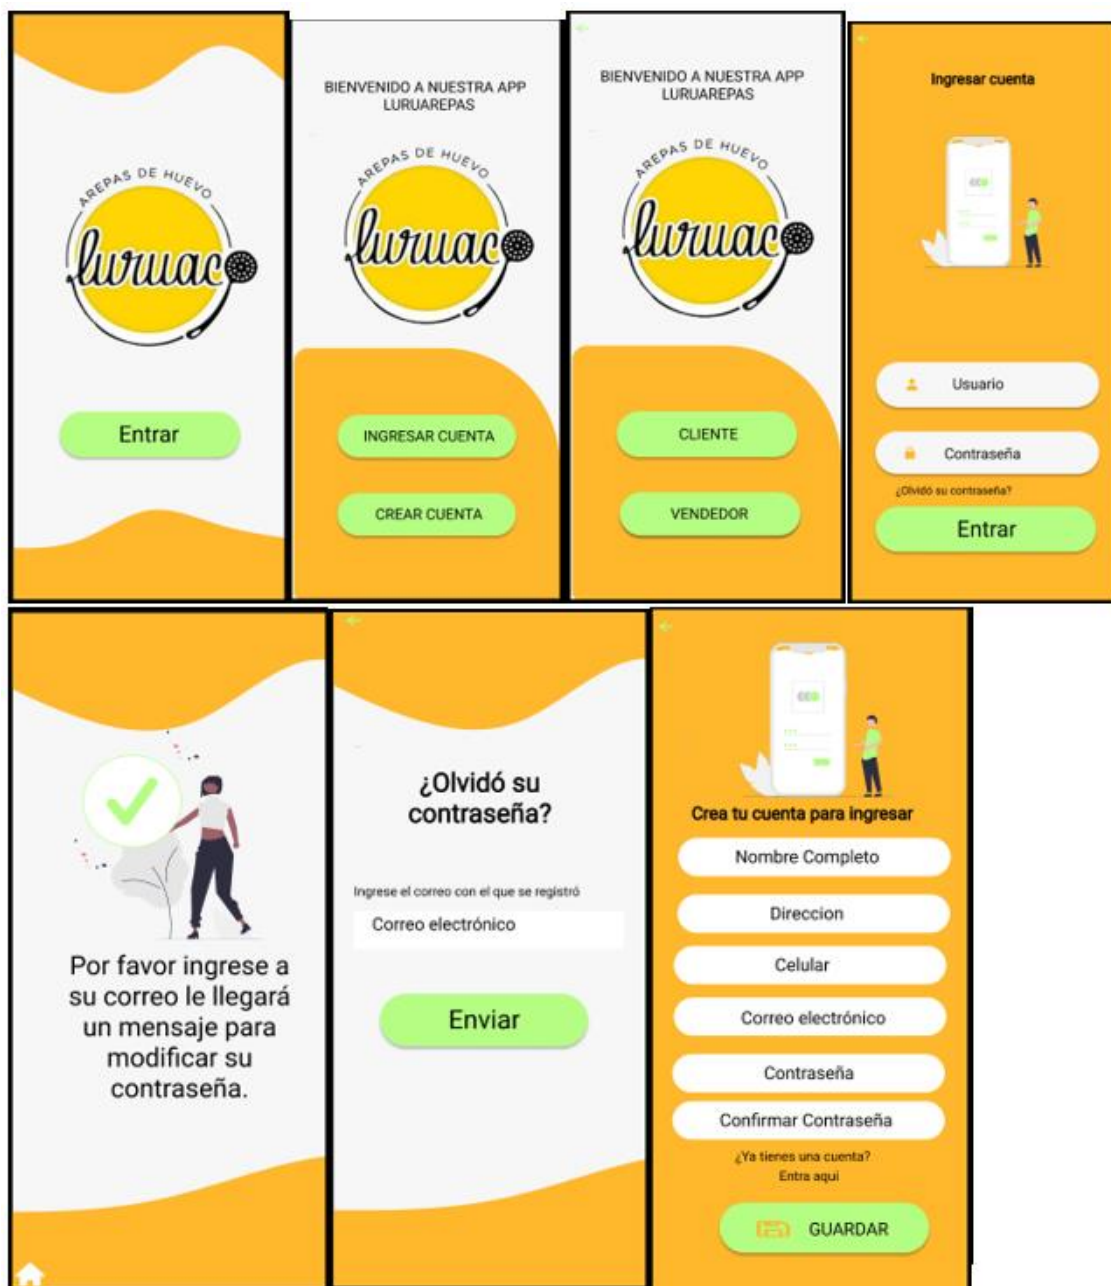 AREPAS DE HUEVO
luruaco
Entrar
BIENVENIDO A NUESTRA APP
LURUAREPAS
AREPAS DE HUEVO
luruaco
INGRESAR CUENTA
CREAR CUENTA
BIENVENIDO A NUESTRA APP
LURUAREPAS
AREPAS DE HUEVO
luruaco
CLIENTE
VENDEDOR
Ingresar cuenta
Usuario
Contraseña
¿Olvidó su contraseña?
Entrar
Por favor ingrese a
su correo le llegará
un mensaje para
modificar su
contraseña.
¿Olvidó su
contraseña?
Ingrese el correo con el que se registró
Correo electrónico
Enviar
Crea tu cuenta para ingresar
Nombre Completo
Direccion
Celular
Correo electrónico
Contraseña
Confirmar Contraseña
¿Ya tienes una cuenta?
Entra aqui
GUARDAR